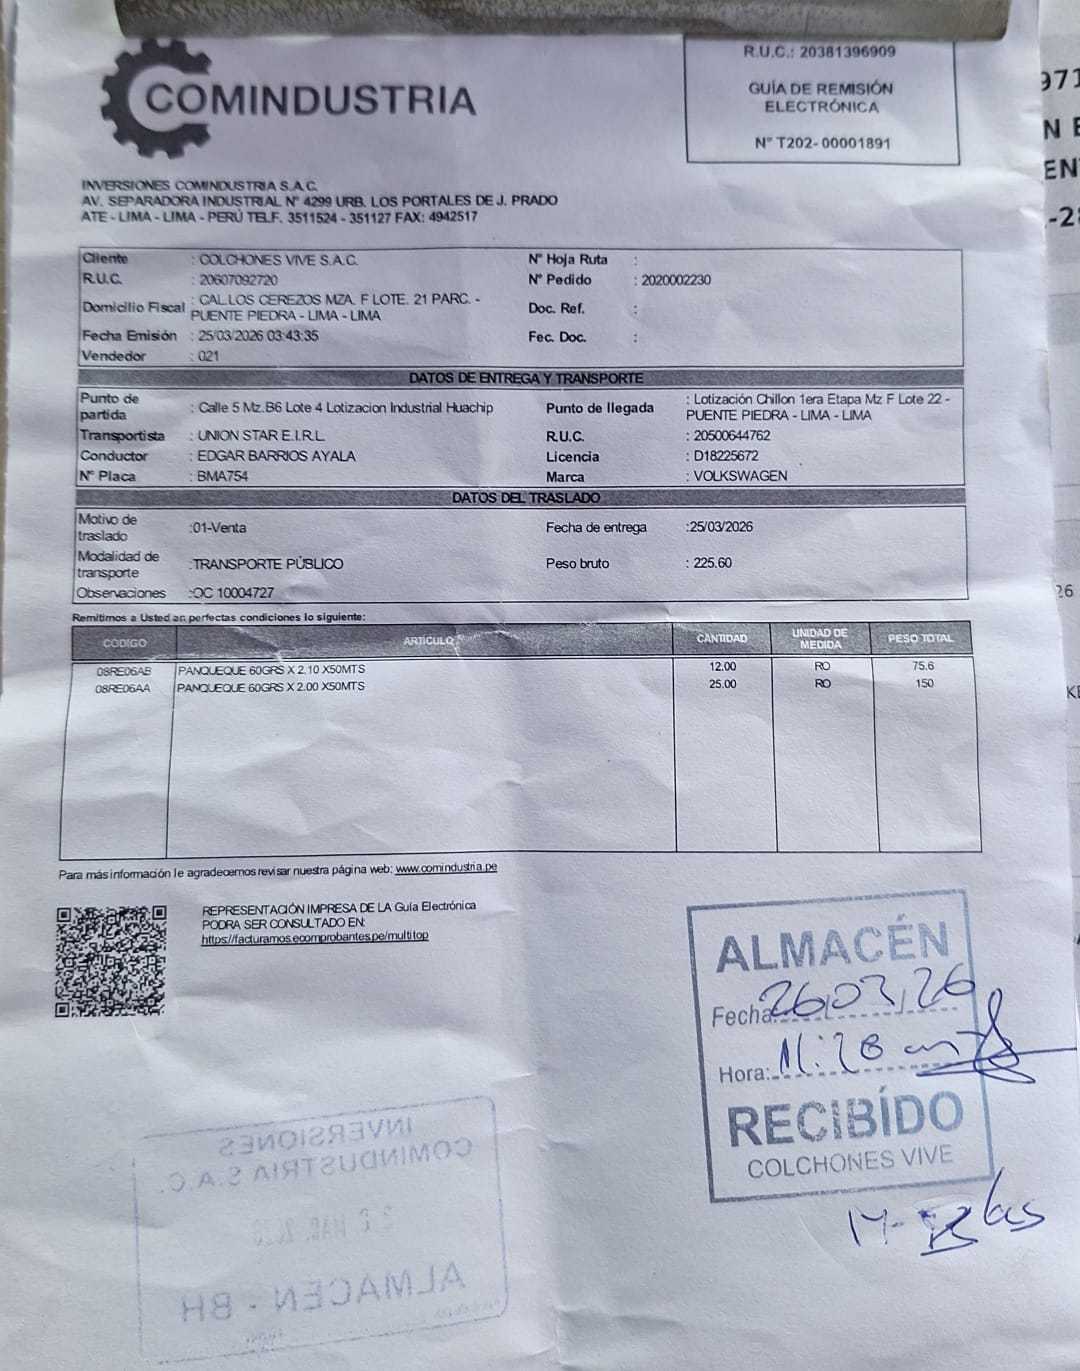 COMINDUSTRIA
R.U.C.: 20381396909
GUÍA DE REMISIÓN
ELECTRÓNICA
N° T202- 00001891
INVERSIONES COMINDUSTRIA S.A.C.
AV. SEPARADORA INDUSTRIAL N° 4299 URB. LOS PORTALES DE J. PRADO
ATE - LIMA - LIMA - PERÚ TELF. 3511524 - 351127 FAX: 4942517
Cliente : COLCHONES VIVE S.A.C. N° Hoja Ruta :
R.U.C. : 20607092720 N° Pedido : 2020002230
Domicilio Fiscal : CAL.LOS CEREZOS MZA. F LOTE. 21 PARC. - Doc. Ref. :
PUENTE PIEDRA - LIMA - LIMA
Fecha Emisión : 25/03/2026 03:43:35 Fec. Doc. :
Vendedor : 021
DATOS DE ENTREGA Y TRANSPORTE
Punto de partida : Calle 5 Mz.B6 Lote 4 Lotizacion Industrial Huachip Punto de llegada : Lotización Chillon 1era Etapa Mz F Lote 22 -
PUENTE PIEDRA - LIMA - LIMA
Transportista : UNION STAR E.I.R.L. R.U.C. : 20500644762
Conductor : EDGAR BARRIOS AYALA Licencia : D18225672
N° Placa : BMA754 Marca : VOLKSWAGEN
DATOS DEL TRASLADO
Motivo de traslado :01-Venta Fecha de entrega :25/03/2026
Modalidad de transporte :TRANSPORTE PÚBLICO Peso bruto : 225.60
Observaciones :OC 10004727
Remitimos a Usted en perfectas condiciones lo siguiente:
CÓDIGO ARTICULO CANTIDAD UNIDAD DE MEDIDA PESO TOTAL
08RE06AB PANQUEQUE 60GRS X 2.10 X50MTS 12.00 RO 75.6
08RE06AA PANQUEQUE 60GRS X 2.00 X50MTS 25.00 RO 150
Para más información le agradecemos revisar nuestra página web: www.comindustria.pe
REPRESENTACIÓN IMPRESA DE LA Guía Electrónica
PODRA SER CONSULTADO EN:
https://facturamos.ecomprobantes.pe/multitop
ALMACÉN
Fecha: 26,03,26
Hora: 11:28 am
RECIBÍDO
COLCHONES VIVE
INVERSIONES
COMINDUSTRIA S.A.C.
ALMACEN - BH